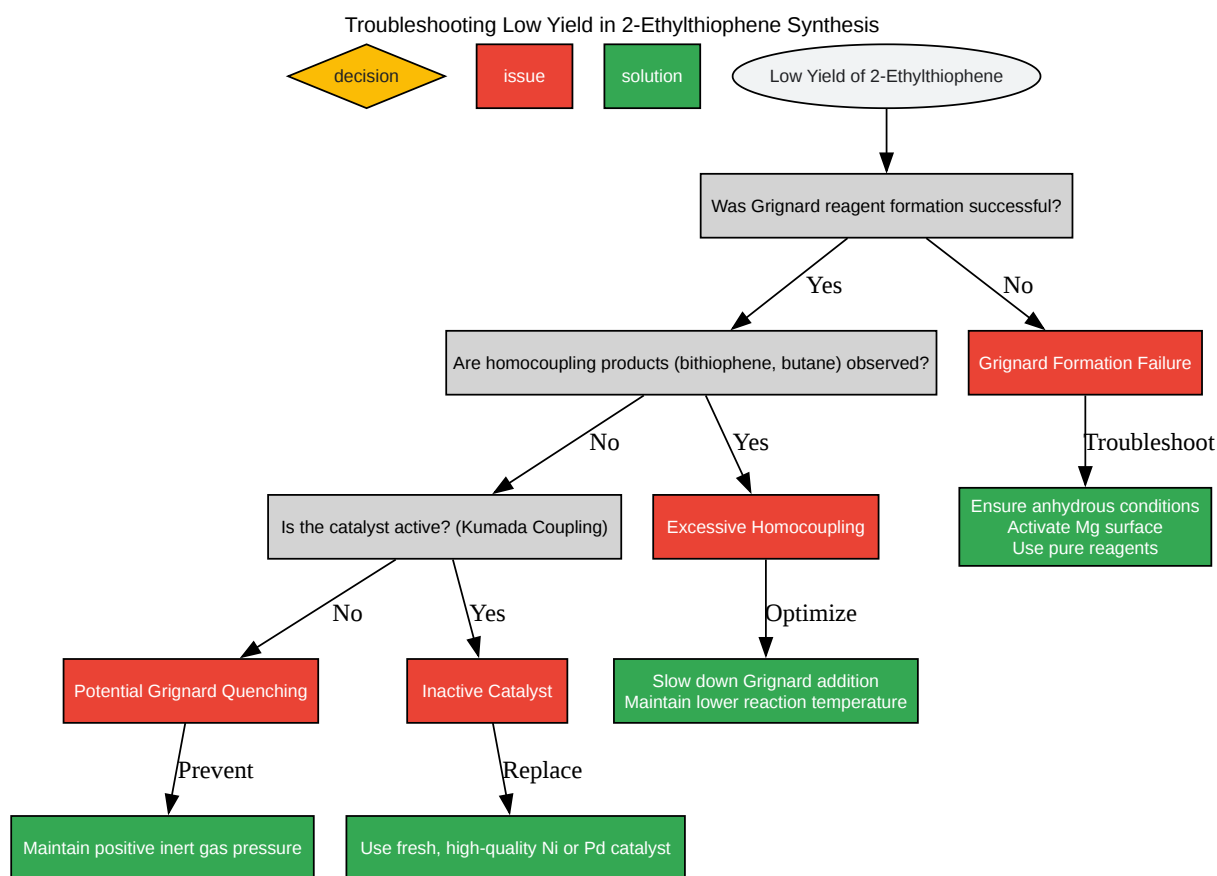 Troubleshooting Low Yield in 2-Ethylthiophene Synthesis
decision
issue
solution
Low Yield of 2-Ethylthiophene
Was Grignard reagent formation successful?
Yes
No
Are homocoupling products (bithiophene, butane) observed?
Grignard Formation Failure
No
Yes
Troubleshoot
Is the catalyst active? (Kumada Coupling)
Excessive Homocoupling
Ensure anhydrous conditions
Activate Mg surface
Use pure reagents
No
Yes
Optimize
Potential Grignard Quenching
Inactive Catalyst
Slow down Grignard addition
Maintain lower reaction temperature
Prevent
Replace
Maintain positive inert gas pressure
Use fresh, high-quality Ni or Pd catalyst